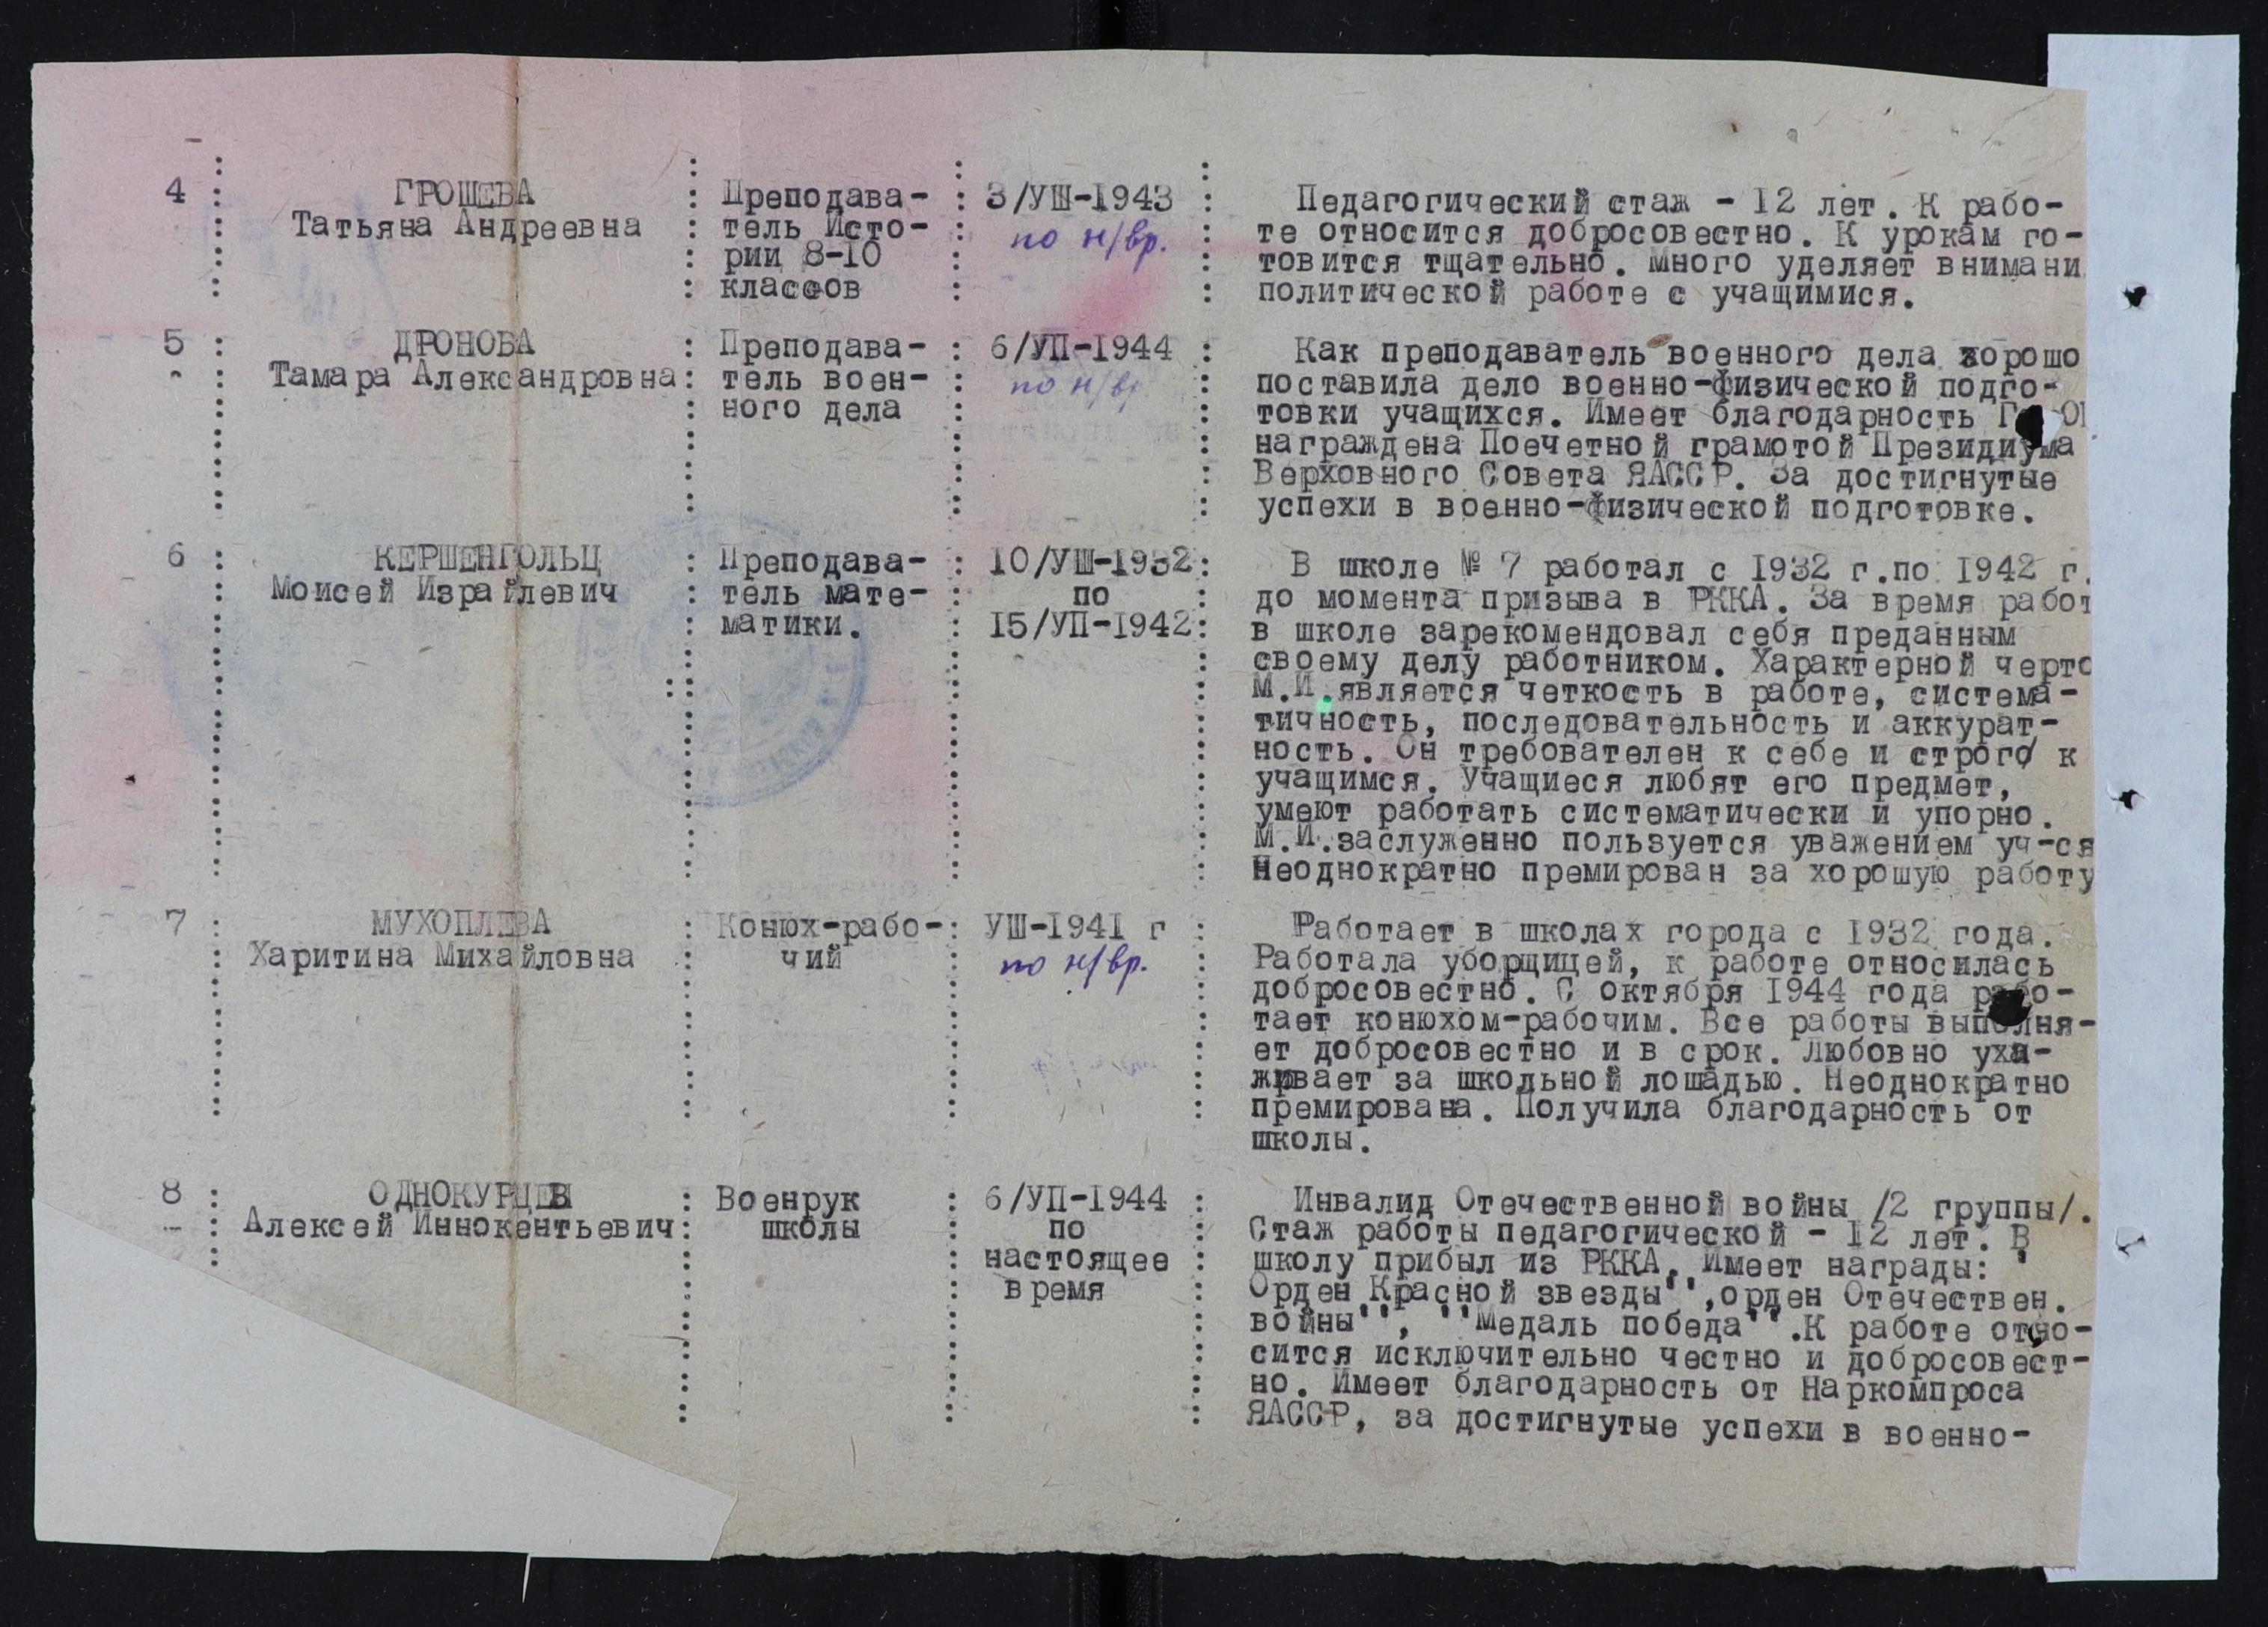 4
ГРОШЕВА
Татьяна Андреевна
Преподава-
тель Исто-
рии 8-10
классов
3/УШ-1943
по н/вр.
Педагогический стаж - 12 лет. К рабо-
те относится добросовестно. К урокам го-
товится тщательно. Много уделяет внимани
политической работе с учащимися.
5
ДРОНОВА
Тамара Александровна
Преподава-
тель воен-
ного дела
6/УП-1944
по н/вр
Как преподаватель военного дела хорошо
поставила дело военно-физической подго-
товки учащихся. Имеет благодарность
награждена Поечетной грамотой Президиума
Верховного Совета ЯАССР. За достигнутые
успехи в военно-физической подготовке.
6
КЕРШЕНГОЛЬЦ
Моисей Израйлевич
Преподава-
тель мате-
матики.
10/УШ-1932
по
15/УП-1942
В школе № 7 работал с 1932 г.по 1942 г.
до момента призыва в РККА. За время работ
в школе зарекомендовал себя преданным
своему делу работником. Характерной черто
М.И.является четкость в работе, система-
тичность, последовательность и аккурат-
ность. Он требователен к себе и строго к
учащимся. Учащиеся любят его предмет,
умеют работать систематически и упорно.
М.И.заслуженно пользуется уважением уч-ся
Неоднократно премирован за хорошую работу
7
МУХОПЛЕВА
Харитина Михайловна
Конюх-рабо-
чий
УШ-1941 г
по н/вр.
Работает в школах города с 1932 года.
Работала уборщицей, к работе относилась
добросовестно. С октября 1944 года рабо-
тает конюхом-рабочим. Все работы выполня-
ет добросовестно и в срок. Любовно уха-
живает за школьной лошадью. Неоднократно
премирована. Получила благодарность от
школы.
8
ОДНОКУРЦЕВ
Алексей Иннокентьевич
Военрук
школы
6/УП-1944
по
настоящее
время
Инвалид Отечественной войны /2 группы/.
Стаж работы педагогической - 12 лет. В
школу прибыл из РККА. Имеет награды: '
Орден Красной звезды'',орден Отечествен.
войны'', ''Медаль победа''.К работе отно-
сится исключительно честно и добросовест-
но. Имеет благодарность от Наркомпроса
ЯАССР, за достигнутые успехи в военно-